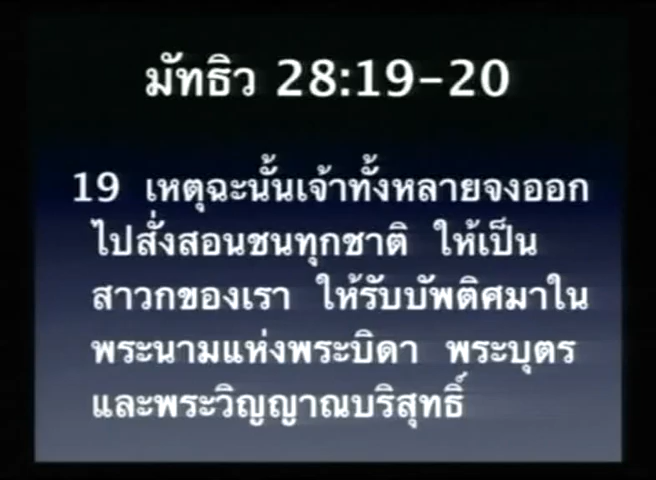 มัทธิว 28:19-20
19 เหตุฉะนั้นเจ้าทั้งหลายจงออก
ไปสั่งสอนชนทุกชาติ ให้เป็น
สาวกของเรา ให้รับบัพติศมาใน
พระนามแห่งพระบิดา พระบุตร
และพระวิญญาณบริสุทธิ์